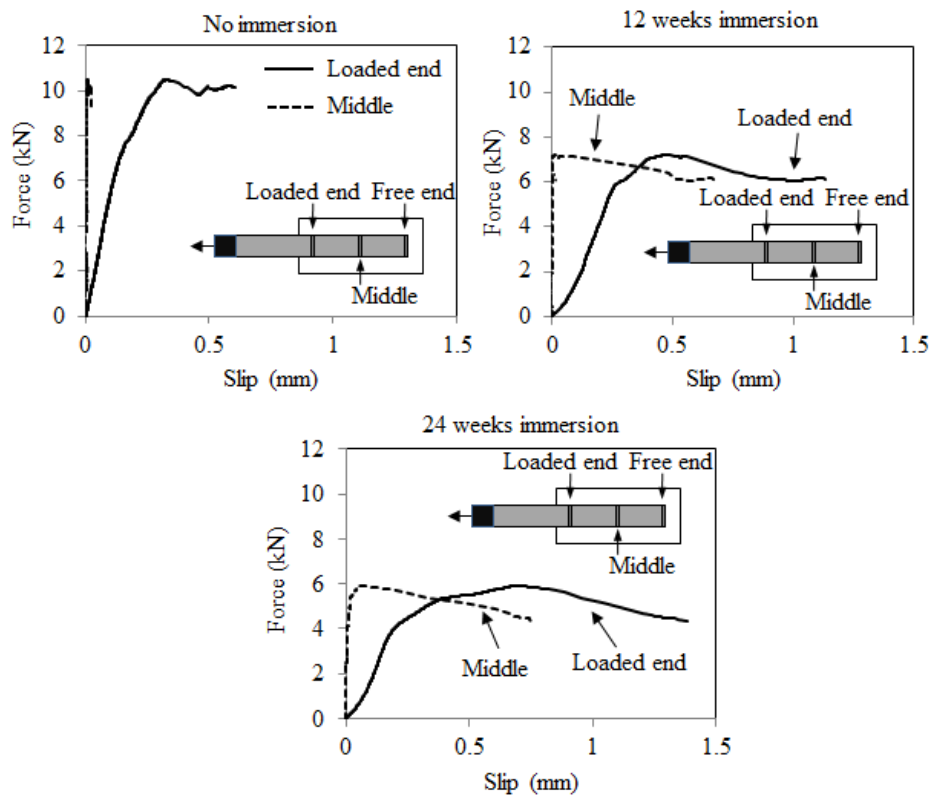 No immersion
12
10
8
6
4
2
0
Force (kN)
Loaded end
Middle
Loaded end
Free end
Middle
0
0.5
1
1.5
Slip (mm)
12 weeks immersion
12
10
8
6
4
2
0
Force (kN)
Middle
Loaded end
Loaded end
Free end
Middle
0
0.5
1
1.5
Slip (mm)
24 weeks immersion
12
10
8
6
4
2
0
Force (kN)
Loaded end
Free end
Middle
Middle
Loaded end
0
0.5
1
1.5
Slip (mm)